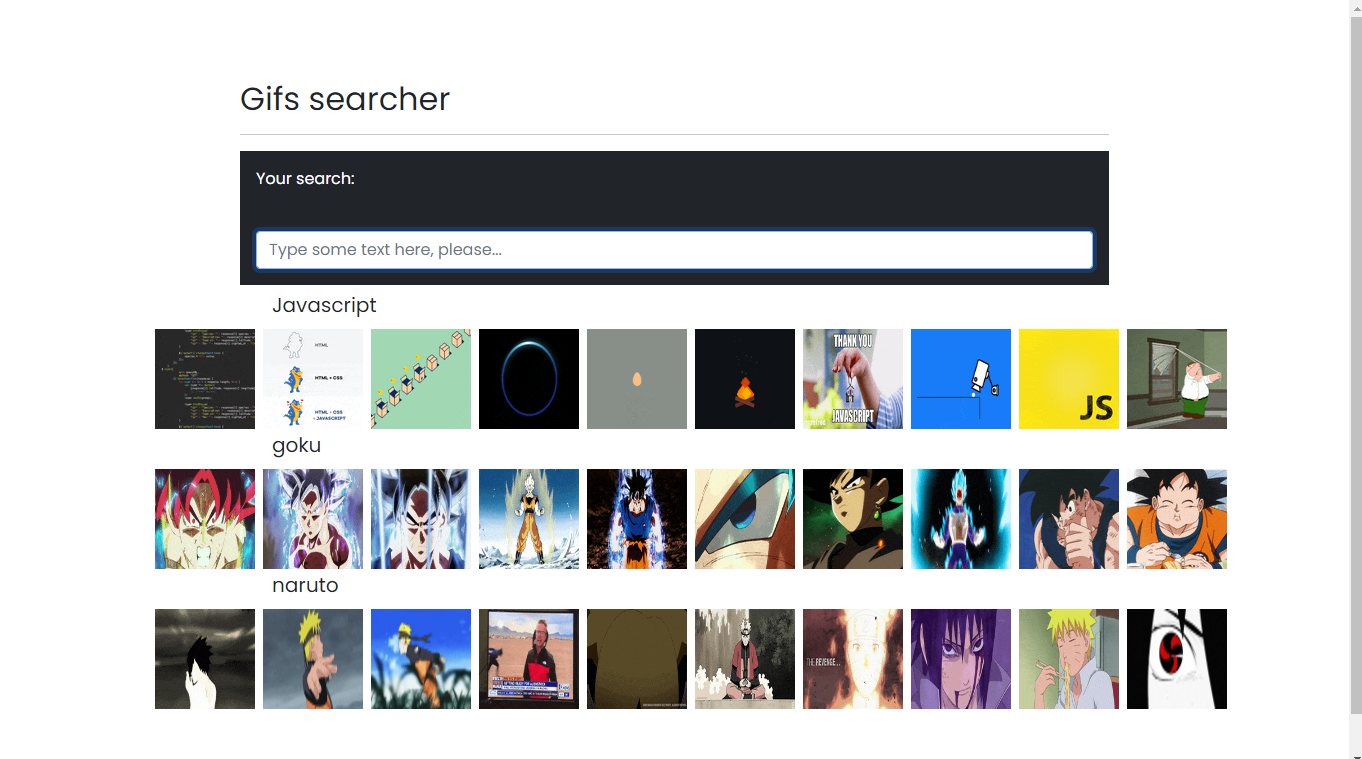 Gifs searcher
Your search:
Type some text here, please...
Javascript
HTML
HTML + CSS
HTML + CSS
+ JAVASCRIPT
THANK YOU
JAVASCRIPT
JS
goku
naruto
THE REVENGE...